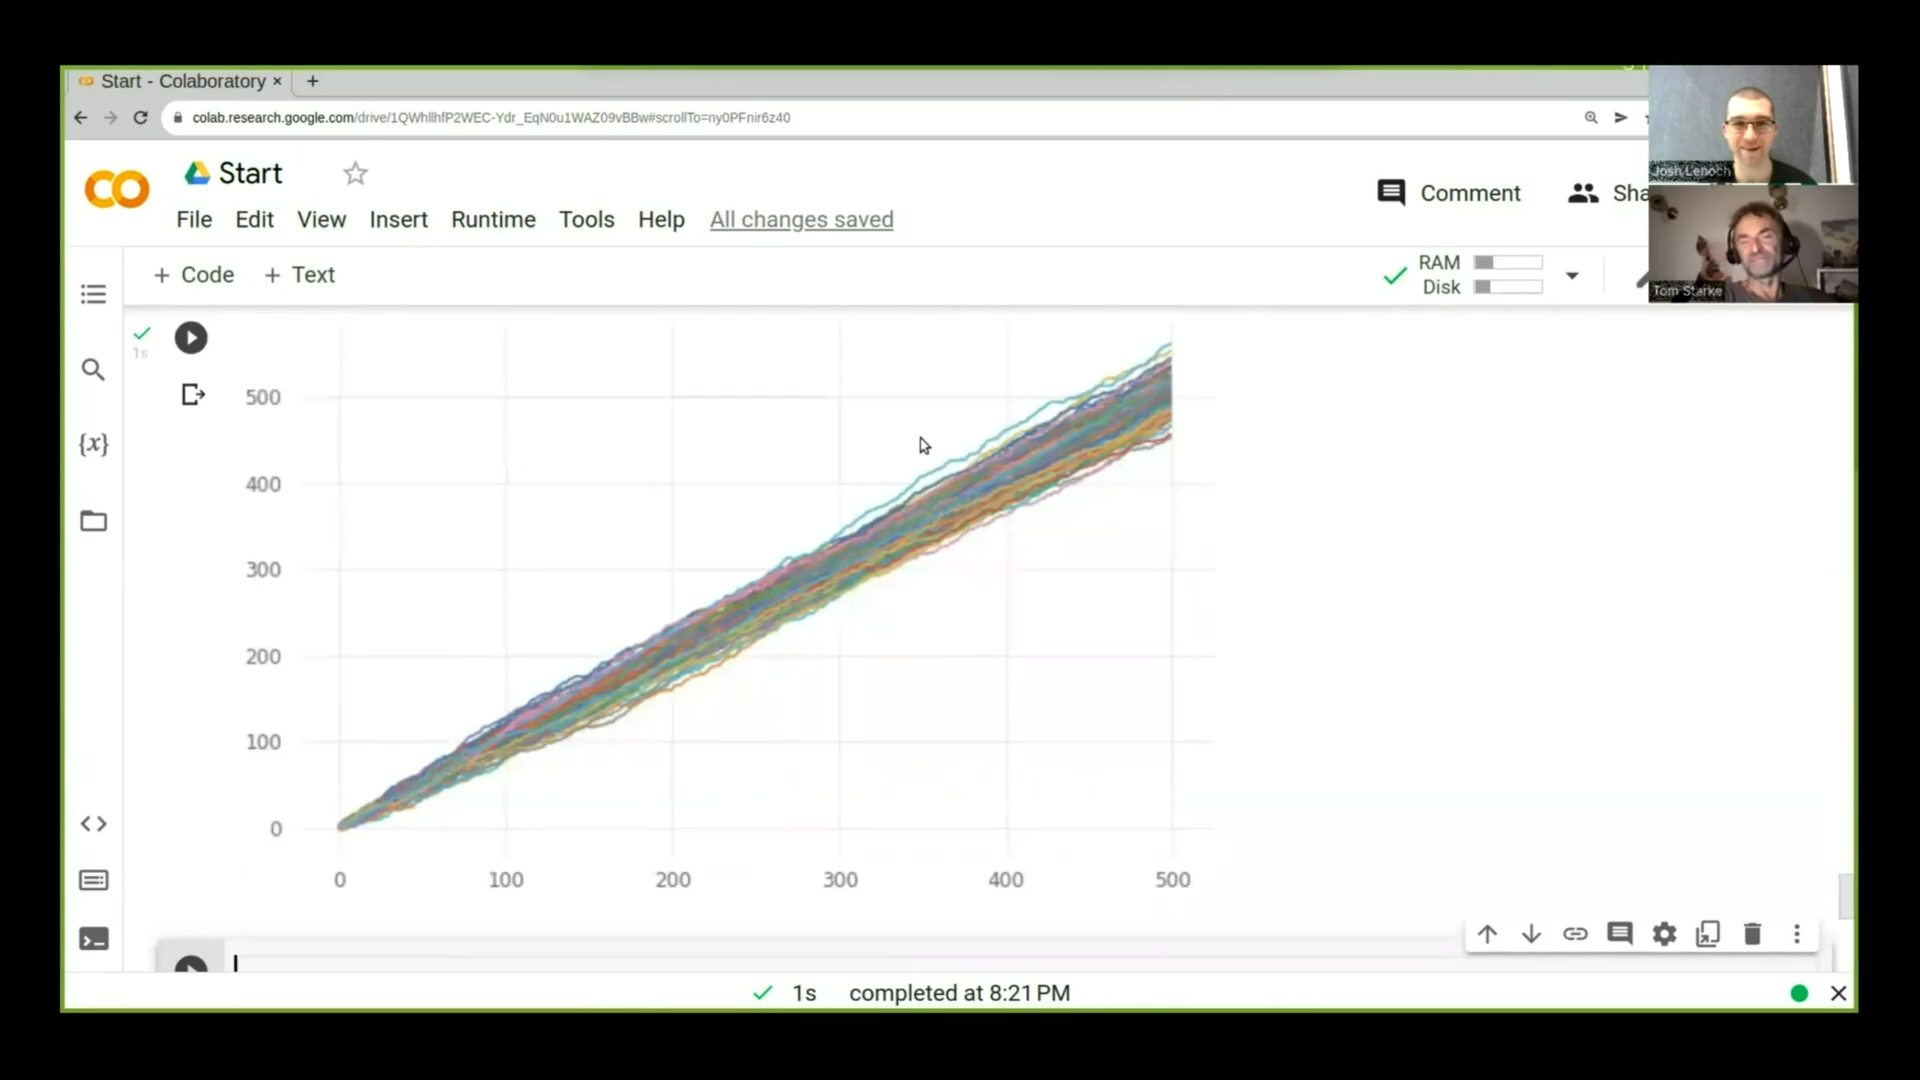 Start - Colaboratory × +
colab.research.google.com/drive/1QWhllhfP2WEC-Ydr_EqN0u1WAZ09vBBw#scrollTo=ny0PFnir6z40
CO Start
Comment Sha
File Edit View Insert Runtime Tools Help All changes saved
Josh Lenoch
Tom Starke
+ Code + Text
RAM
Disk
1s
{x}
500
400
300
200
100
0
0 100 200 300 400 500
1s completed at 8:21 PM